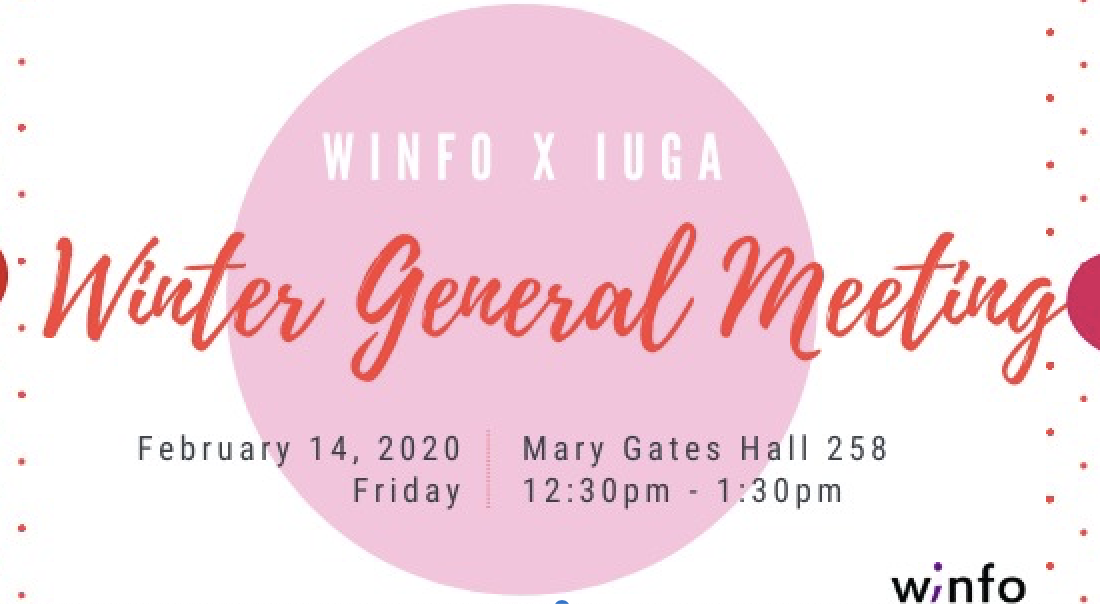 WINFO X IUGA
Winter General Meeting
February 14, 2020
Friday
Mary Gates Hall 258
12:30pm - 1:30pm
winfo